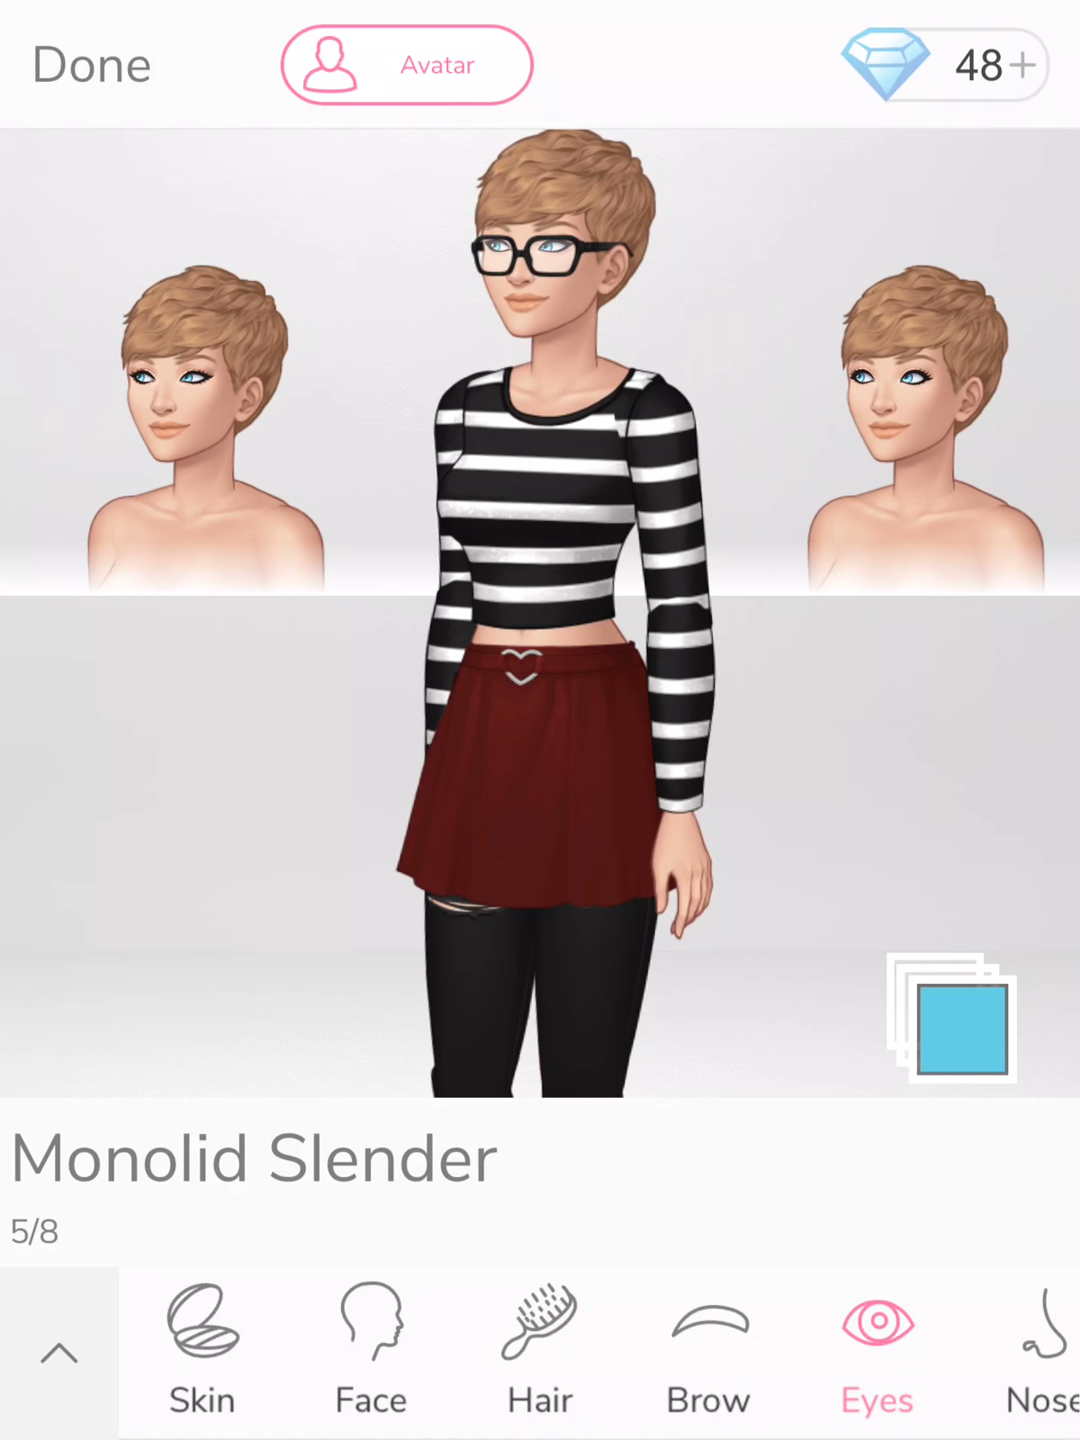 Done
Avatar
48+
Monolid Slender
5/8
Skin
Face
Hair
Brow
Eyes
Nose